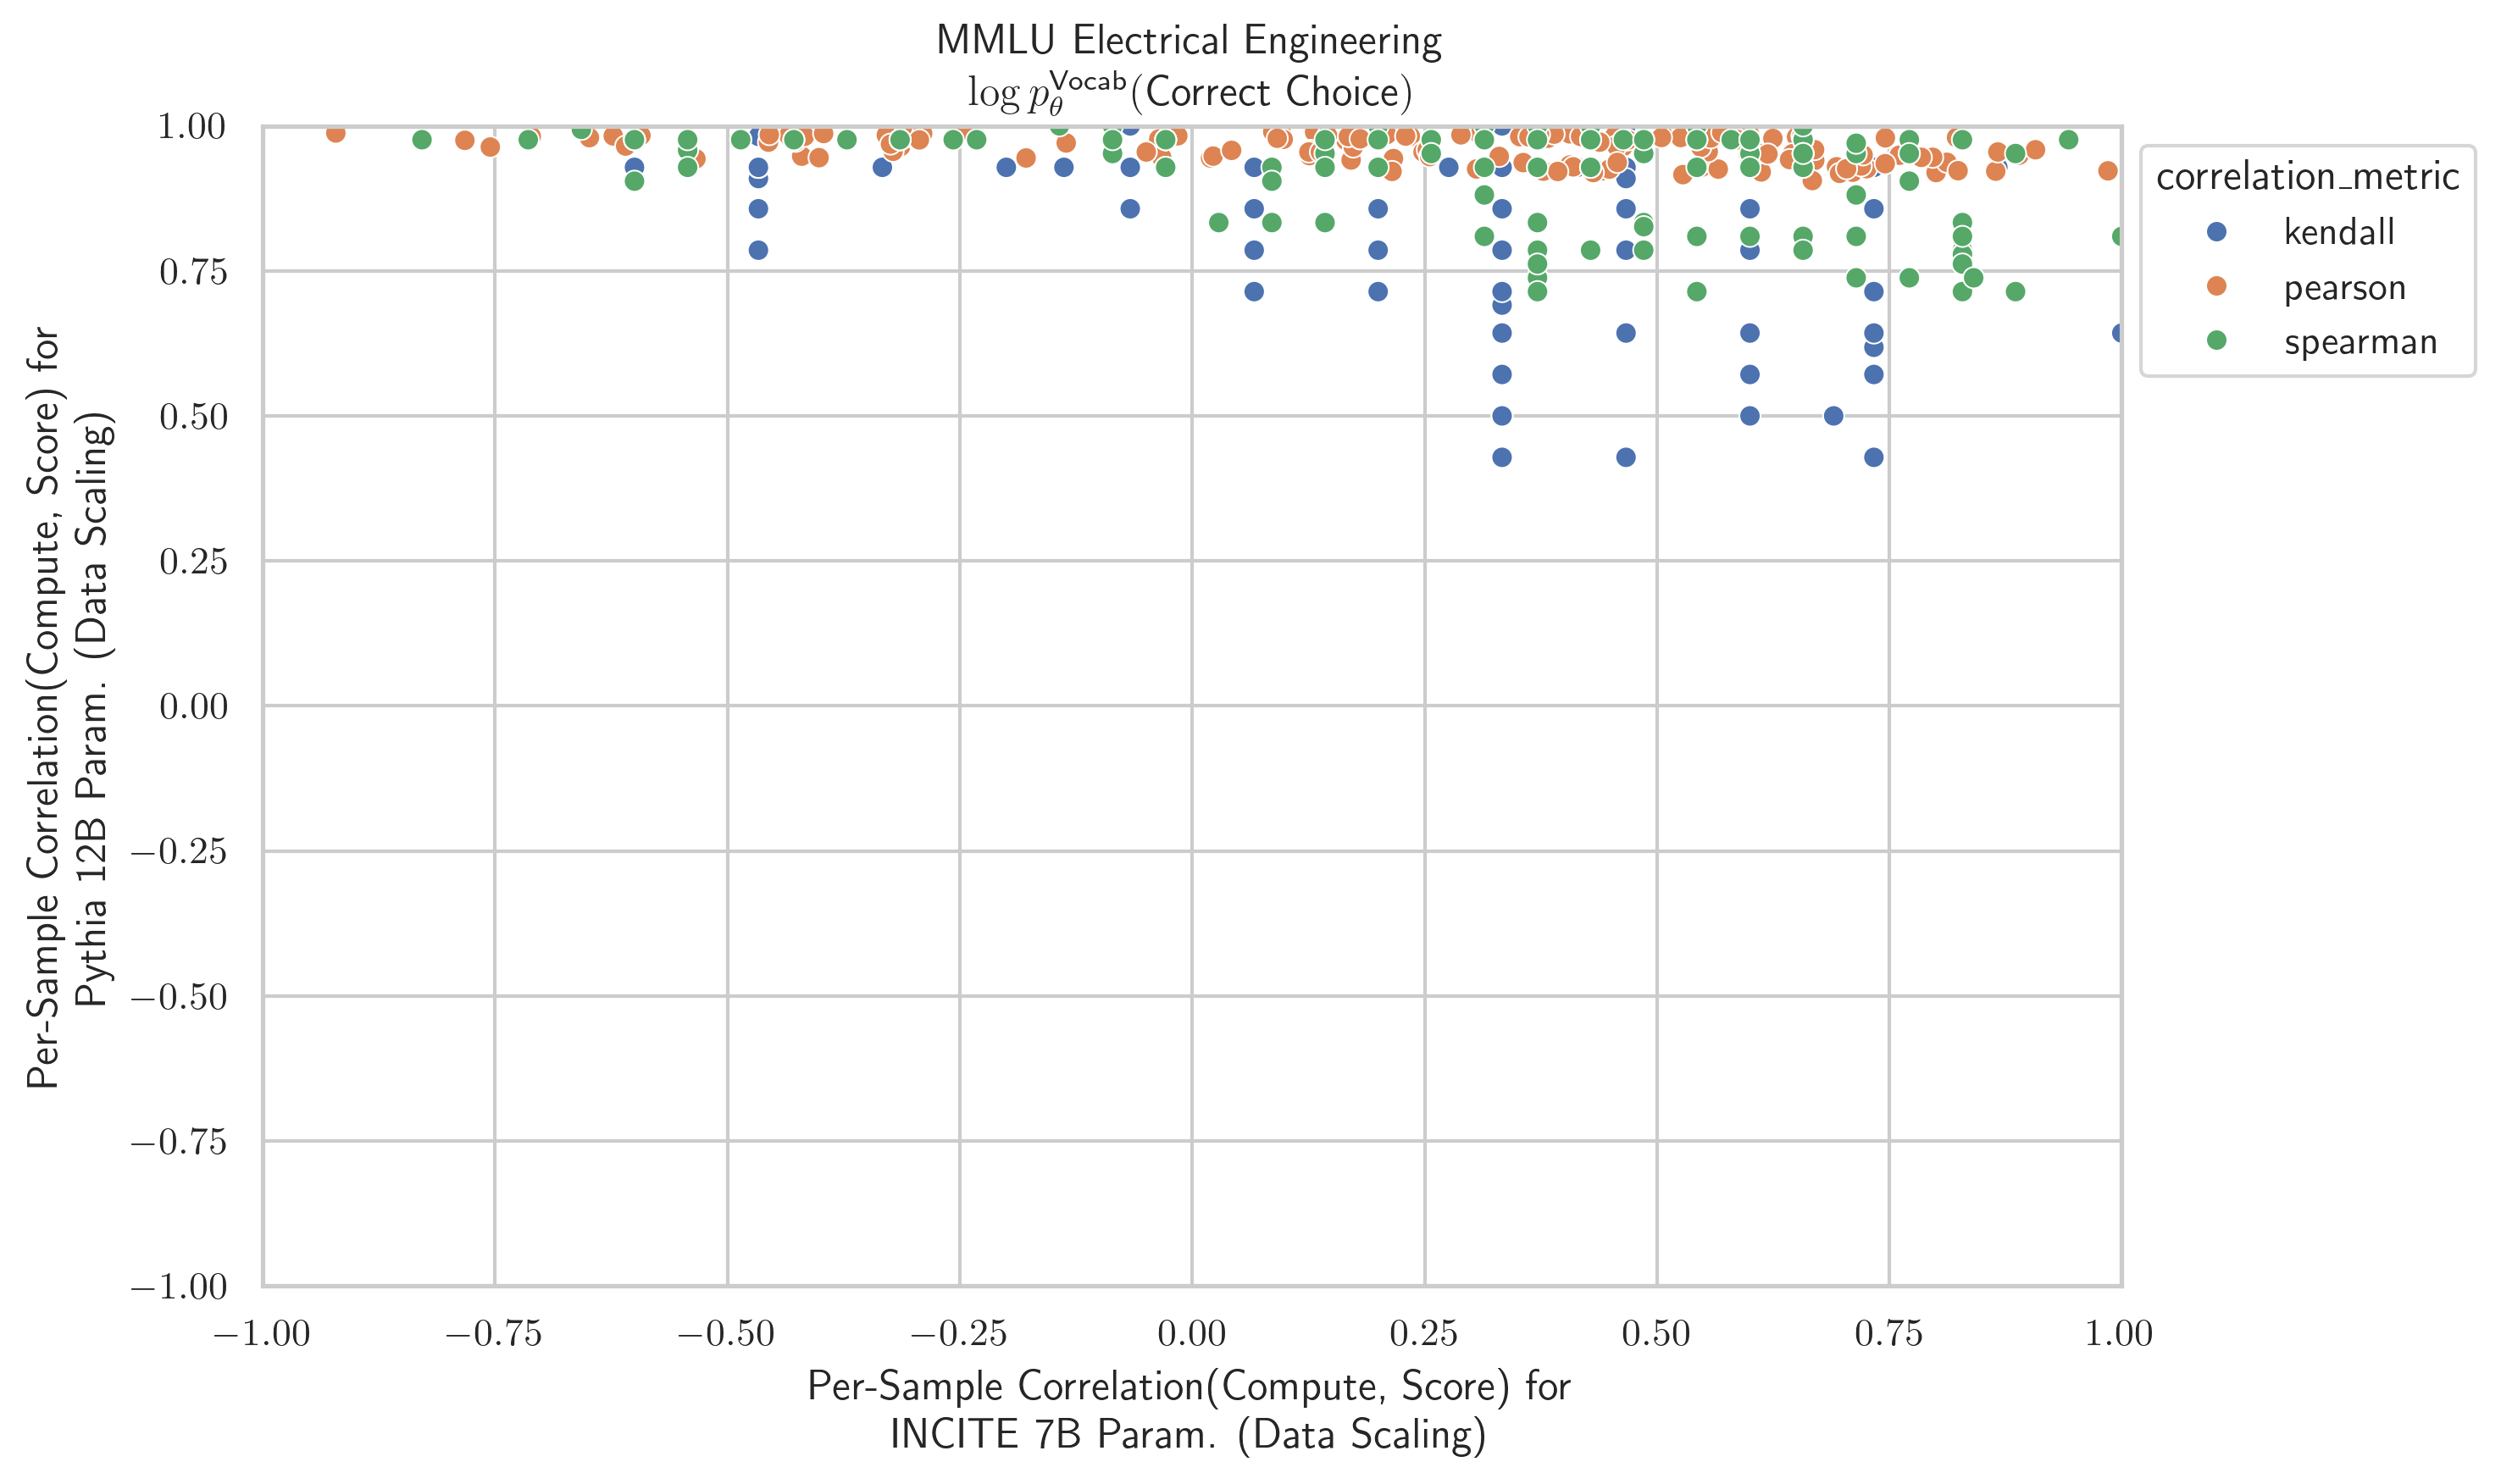 MMLU Electrical Engineering
log p_θ^Vocab(Correct Choice)
Per-Sample Correlation(Compute, Score) for
Pythia 12B Param. (Data Scaling)
1.00
0.75
0.50
0.25
0.00
−0.25
−0.50
−0.75
−1.00
−1.00
−0.75
−0.50
−0.25
0.00
0.25
0.50
0.75
1.00
Per-Sample Correlation(Compute, Score) for
INCITE 7B Param. (Data Scaling)
correlation_metric
kendall
pearson
spearman